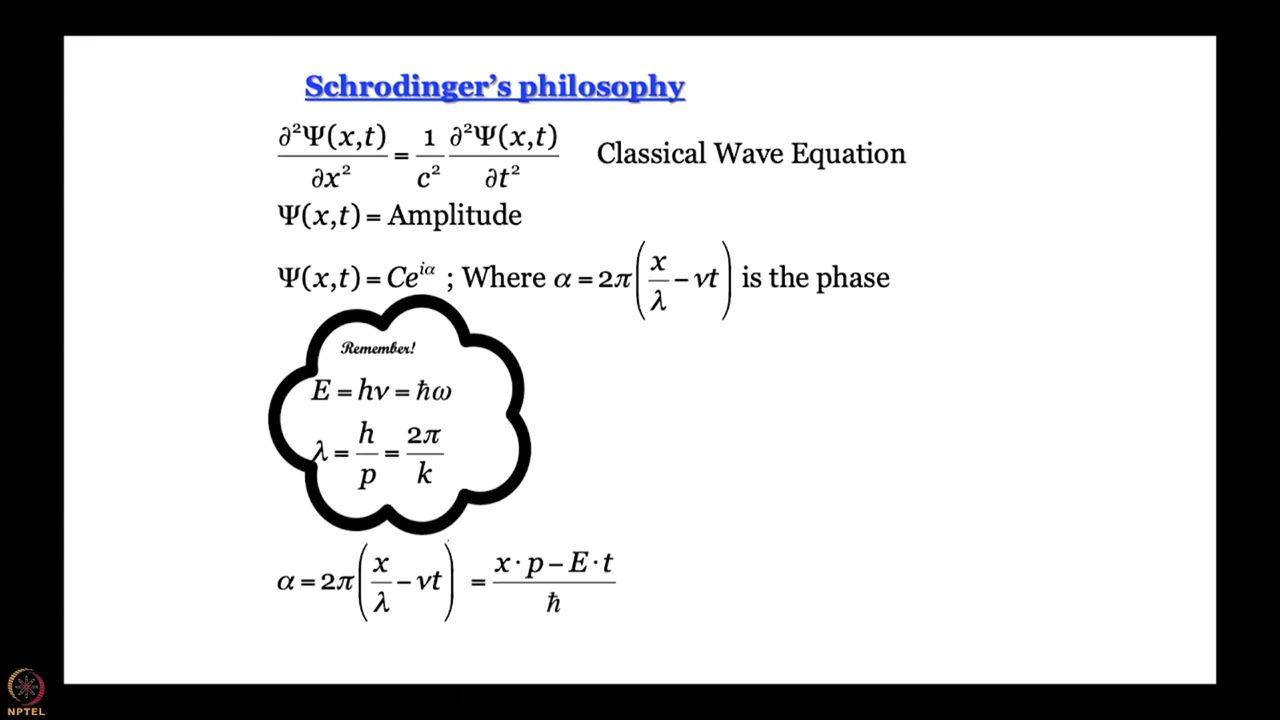 Schrodinger's philosophy
∂²Ψ(x,t)/∂x² = 1/c² ∂²Ψ(x,t)/∂t² Classical Wave Equation
Ψ(x,t) = Amplitude
Ψ(x,t) = Ce^{iα} ; Where α = 2π(x/λ − νt) is the phase
Remember!
E = hν = ħω
λ = h/p = 2π/k
α = 2π(x/λ − νt) = (x · p − E · t)/ħ
NPTEL